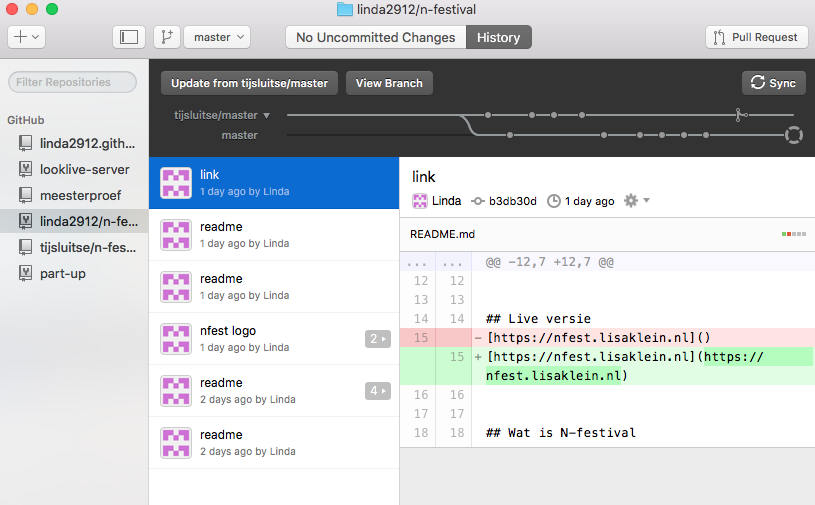 linda2912/n-festival
master
No Uncommitted Changes
History
Pull Request
Filter Repositories
GitHub
linda2912.gith...
looklive-server
meesterproef
linda2912/n-fe...
tijsluitse/n-fes...
part-up
Update from tijsluitse/master
View Branch
Sync
tijsluitse/master
master
link
1 day ago by Linda
readme
1 day ago by Linda
readme
1 day ago by Linda
nfest logo
1 day ago by Linda
2
readme
2 days ago by Linda
4
readme
2 days ago by Linda
link
Linda b3db30d 1 day ago
README.md
... ... @@ -12,7 +12,7 @@
12 12
13 13
14 14 ## Live versie
15 - [https://nfest.lisaklein.nl]()
15 + [https://nfest.lisaklein.nl](https://
nfest.lisaklein.nl)
16 16
17 17
18 18 ## Wat is N-festival